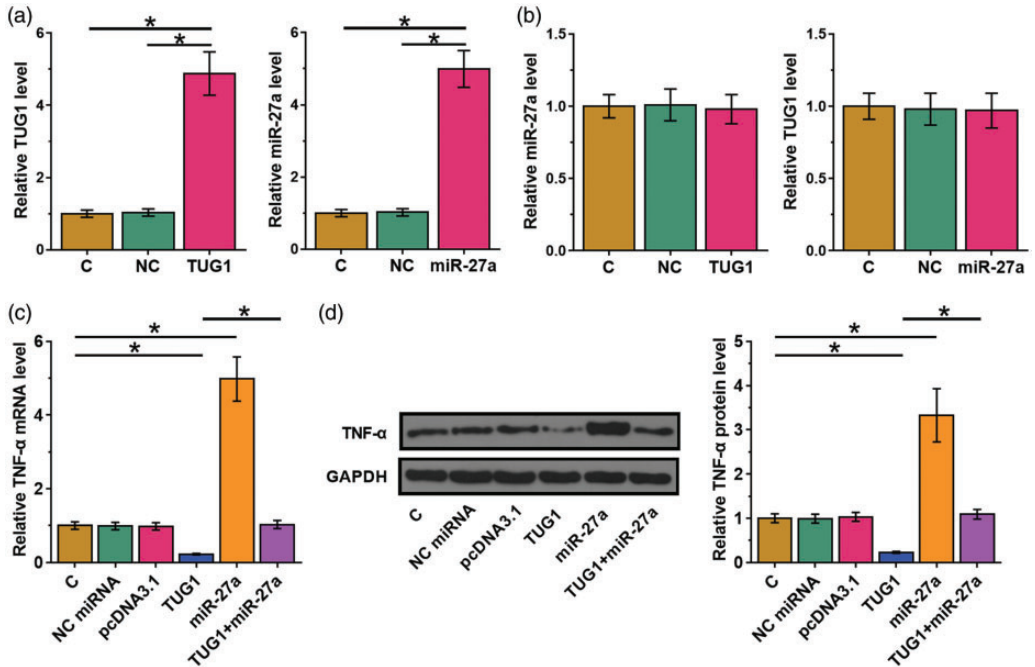 (a)
Relative TUG1 level
6
4
2
0
*
*
C NC TUG1
Relative miR-27a level
6
4
2
0
*
*
C NC miR-27a
(b)
Relative miR-27a level
1.5
1.0
0.5
0.0
C NC TUG1
Relative TUG1 level
1.5
1.0
0.5
0.0
C NC miR-27a
(c)
Relative TNF-α mRNA level
6
4
2
0
*
*
*
C
NC miRNA
pcDNA3.1
TUG1
miR-27a
TUG1+miR-27a
(d)
TNF-α
GAPDH
C
NC miRNA
pcDNA3.1
TUG1
miR-27a
TUG1+miR-27a
Relative TNF-α protein level
5
4
3
2
1
0
*
*
*
C
NC miRNA
pcDNA3.1
TUG1
miR-27a
TUG1+miR-27a